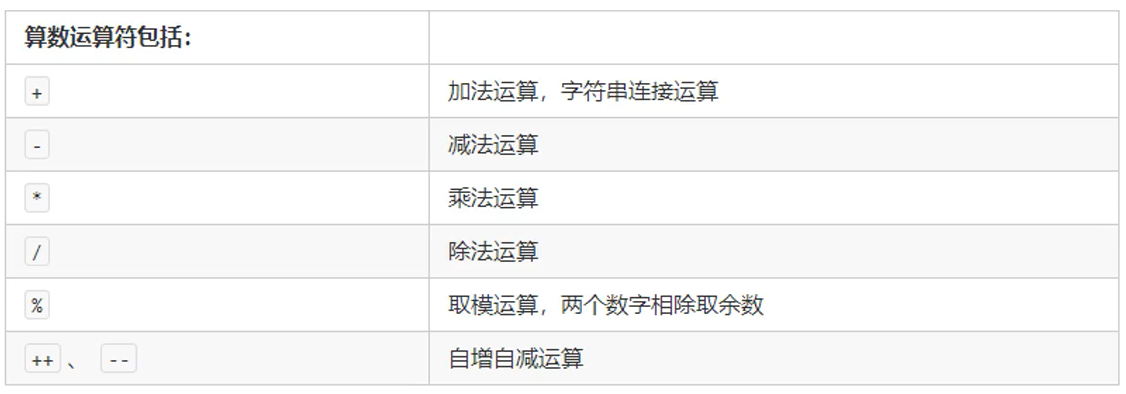 算数运算符包括：
+ 加法运算，字符串连接运算
- 减法运算
* 乘法运算
/ 除法运算
% 取模运算，两个数字相除取余数
++ 、 -- 自增自减运算